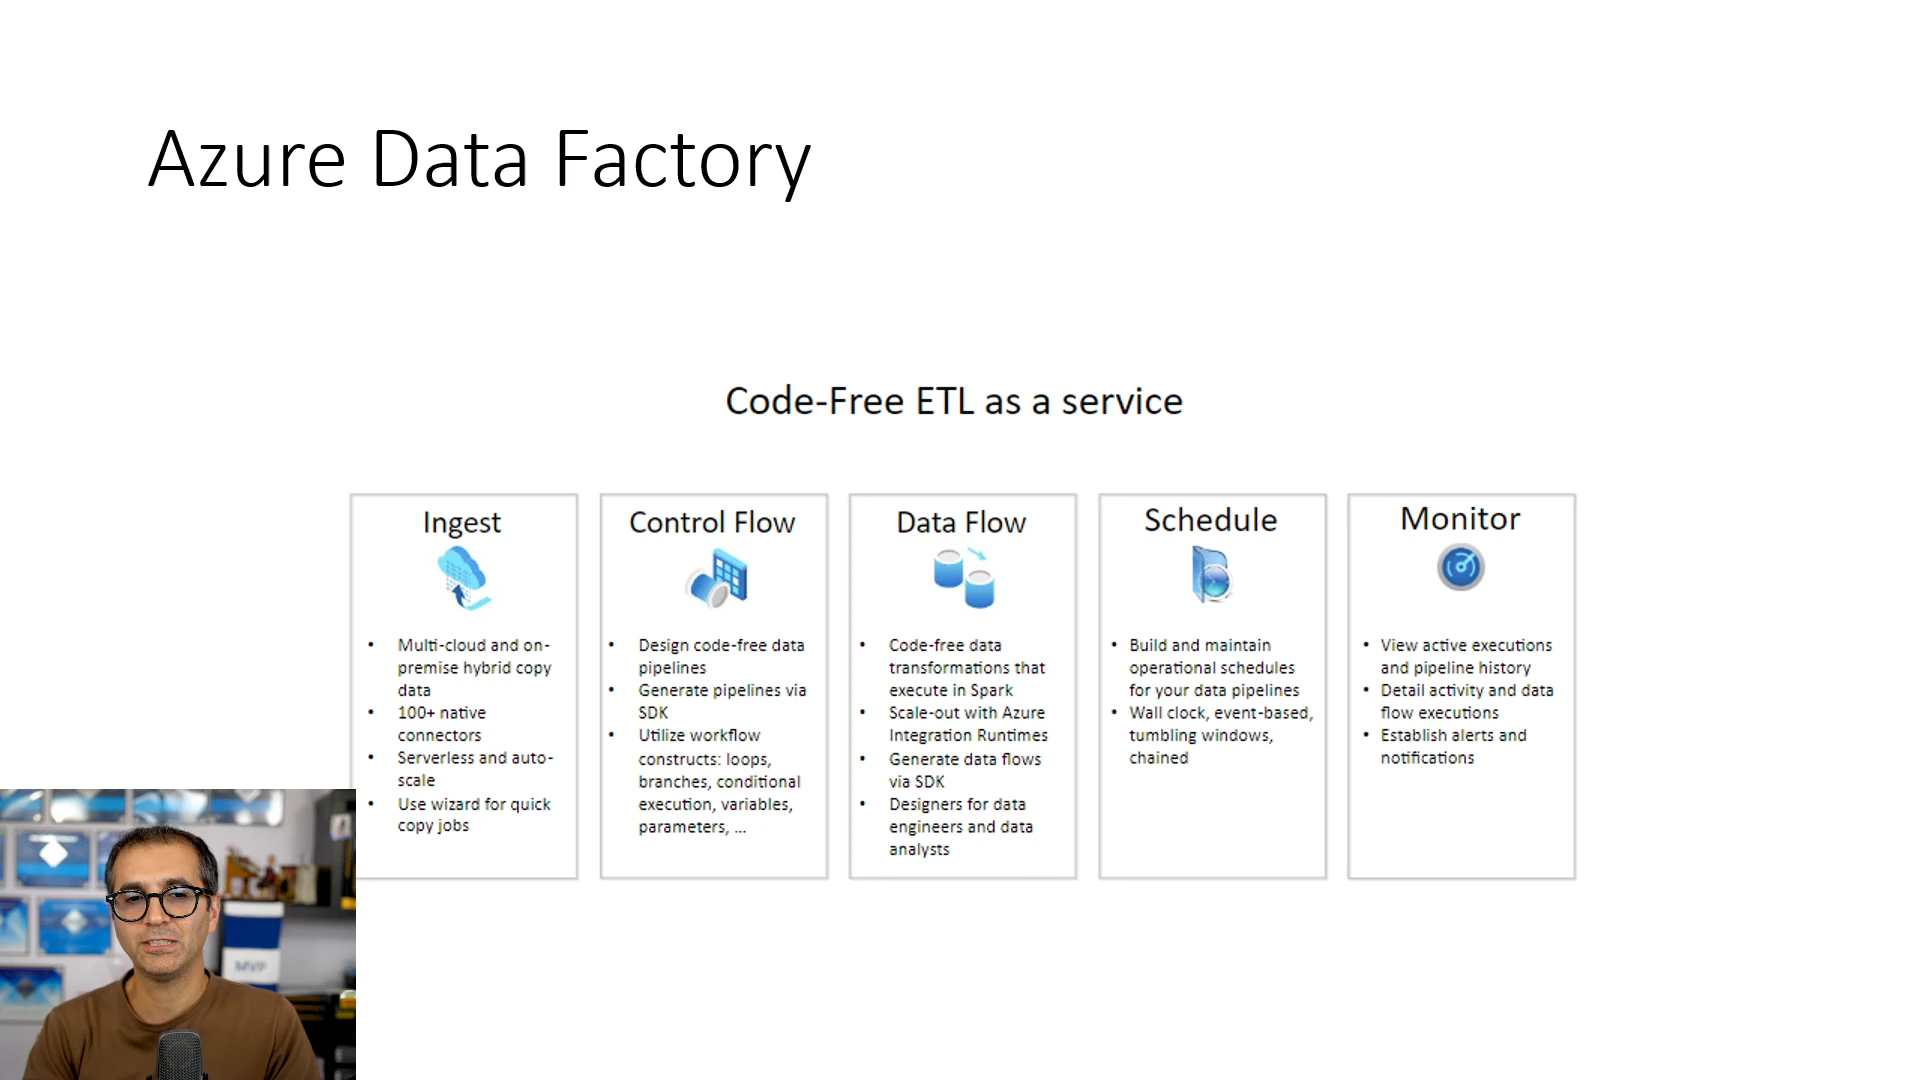 Azure Data Factory
Code-Free ETL as a service
Ingest
• Multi-cloud and on-
premise hybrid copy
data
• 100+ native
connectors
• Serverless and auto-
scale
• Use wizard for quick
copy jobs
Control Flow
• Design code-free data
pipelines
• Generate pipelines via
SDK
• Utilize workflow
constructs: loops,
branches, conditional
execution, variables,
parameters, ...
Data Flow
• Code-free data
transformations that
execute in Spark
• Scale-out with Azure
Integration Runtimes
• Generate data flows
via SDK
• Designers for data
engineers and data
analysts
Schedule
• Build and maintain
operational schedules
for your data pipelines
• Wall clock, event-based,
tumbling windows,
chained
Monitor
• View active executions
and pipeline history
• Detail activity and data
flow executions
• Establish alerts and
notifications
MVP